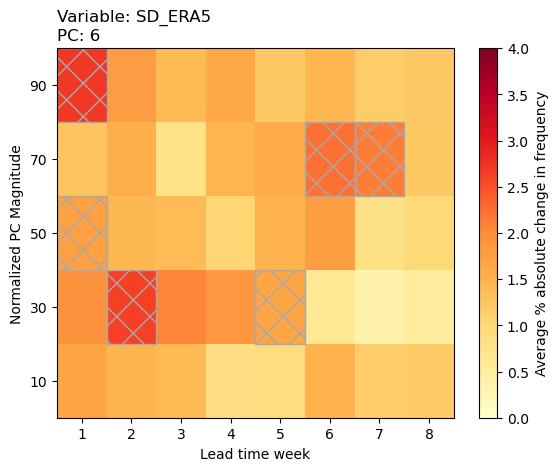 Variable: SD_ERA5
PC: 6
90
70
50
30
10
Normalized PC Magnitude
1 2 3 4 5 6 7 8
Lead time week
4.0
3.5
3.0
2.5
2.0
1.5
1.0
0.5
0.0
Average % absolute change in frequency